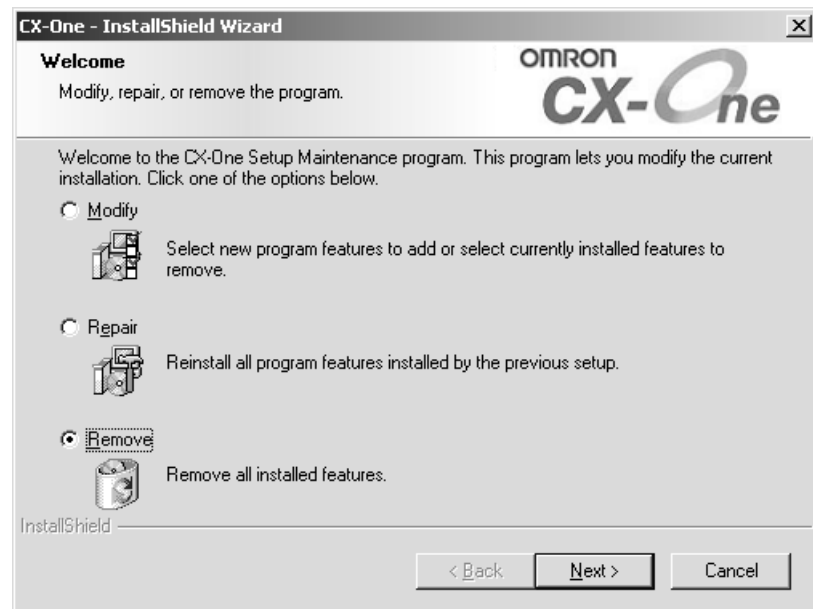 CX-One - InstallShield Wizard
Welcome
Modify, repair, or remove the program.
OMRON
CX-One
Welcome to the CX-One Setup Maintenance program. This program lets you modify the current
installation. Click one of the options below.
Modify
Select new program features to add or select currently installed features to
remove.
Repair
Reinstall all program features installed by the previous setup.
Remove
Remove all installed features.
InstallShield
< Back
Next >
Cancel